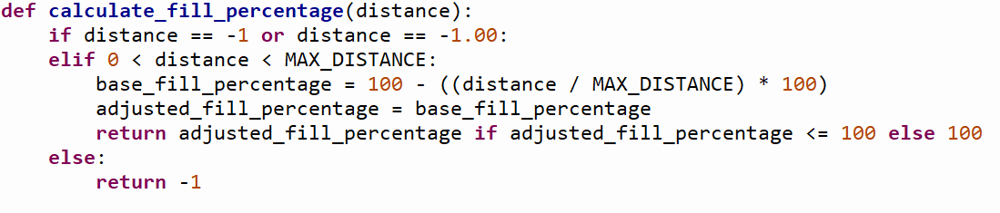 def calculate_fill_percentage(distance):
    if distance == -1 or distance == -1.00:
    elif 0 < distance < MAX_DISTANCE:
        base_fill_percentage = 100 - ((distance / MAX_DISTANCE) * 100)
        adjusted_fill_percentage = base_fill_percentage
        return adjusted_fill_percentage if adjusted_fill_percentage <= 100 else 100
    else:
        return -1